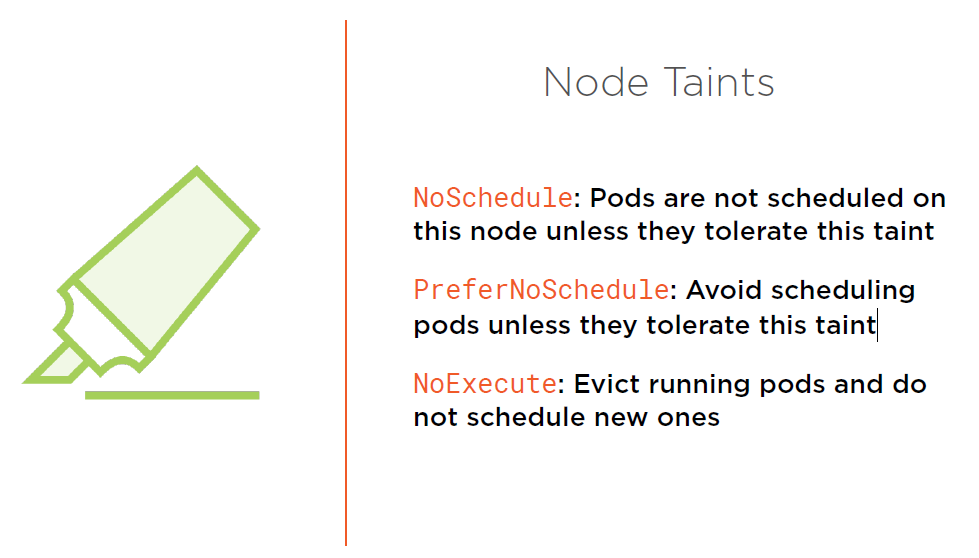 Node Taints
NoSchedule: Pods are not scheduled on
this node unless they tolerate this taint
PreferNoSchedule: Avoid scheduling
pods unless they tolerate this taint
NoExecute: Evict running pods and do
not schedule new ones